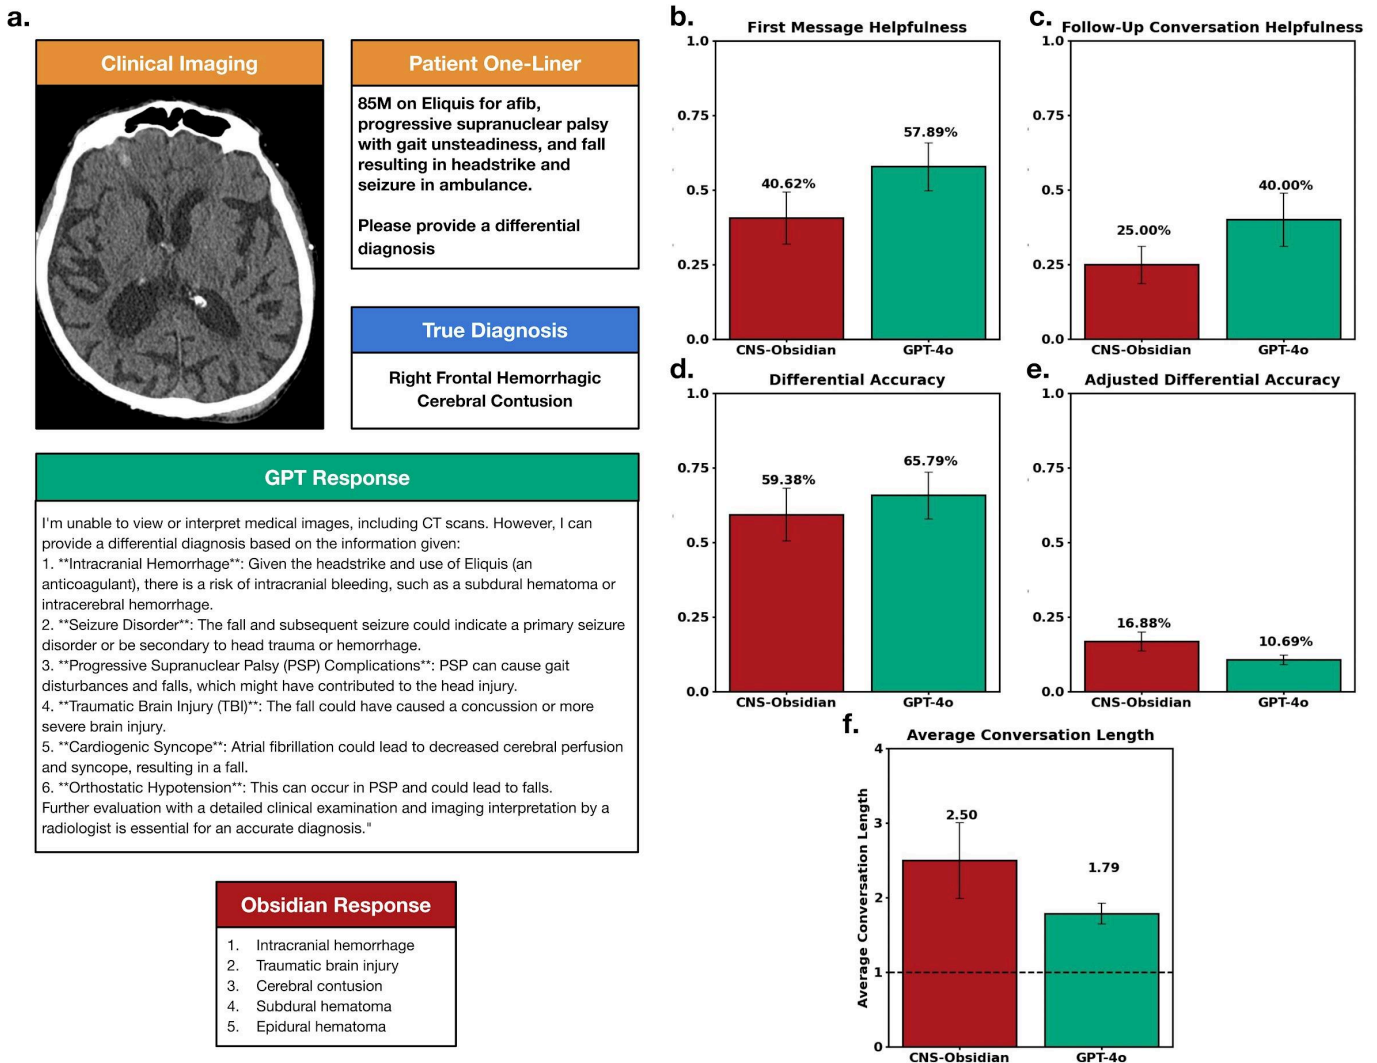 a.
Clinical Imaging
Patient One-Liner
85M on Eliquis for afib,
progressive supranuclear palsy
with gait unsteadiness, and fall
resulting in headstrike and
seizure in ambulance.
Please provide a differential
diagnosis
True Diagnosis
Right Frontal Hemorrhagic
Cerebral Contusion
GPT Response
I'm unable to view or interpret medical images, including CT scans. However, I can
provide a differential diagnosis based on the information given:
1. **Intracranial Hemorrhage**: Given the headstrike and use of Eliquis (an
anticoagulant), there is a risk of intracranial bleeding, such as a subdural hematoma or
intracerebral hemorrhage.
2. **Seizure Disorder**: The fall and subsequent seizure could indicate a primary seizure
disorder or be secondary to head trauma or hemorrhage.
3. **Progressive Supranuclear Palsy (PSP) Complications**: PSP can cause gait
disturbances and falls, which might have contributed to the head injury.
4. **Traumatic Brain Injury (TBI)**: The fall could have caused a concussion or more
severe brain injury.
5. **Cardiogenic Syncope**: Atrial fibrillation could lead to decreased cerebral perfusion
and syncope, resulting in a fall.
6. **Orthostatic Hypotension**: This can occur in PSP and could lead to falls.
Further evaluation with a detailed clinical examination and imaging interpretation by a
radiologist is essential for an accurate diagnosis."
Obsidian Response
1. Intracranial hemorrhage
2. Traumatic brain injury
3. Cerebral contusion
4. Subdural hematoma
5. Epidural hematoma
b.
First Message Helpfulness
1.0
0.75
0.5
0.25
0.0
40.62%
57.89%
CNS-Obsidian
GPT-4o
c.
Follow-Up Conversation Helpfulness
1.0
0.75
0.5
0.25
0.0
25.00%
40.00%
CNS-Obsidian
GPT-4o
d.
Differential Accuracy
1.0
0.75
0.5
0.25
0.0
59.38%
65.79%
CNS-Obsidian
GPT-4o
e.
Adjusted Differential Accuracy
1.0
0.75
0.5
0.25
0.0
16.88%
10.69%
CNS-Obsidian
GPT-4o
f.
Average Conversation Length
Average Conversation Length
4
3
2
1
0
2.50
1.79
CNS-Obsidian
GPT-4o